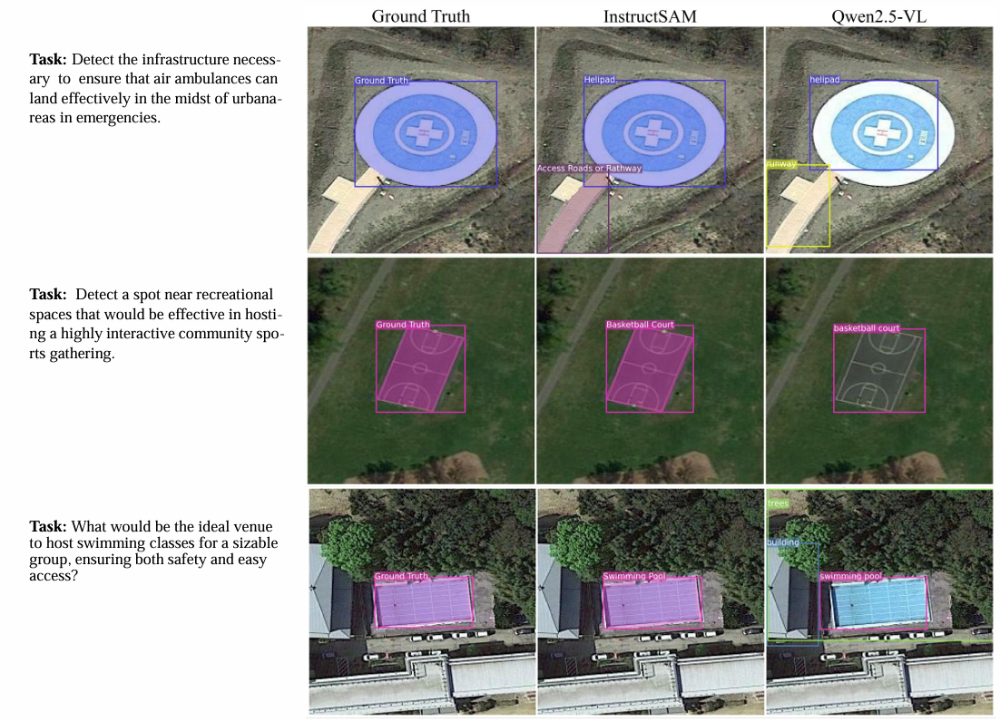 Ground Truth
InstructSAM
Qwen2.5-VL
Task: Detect the infrastructure necess-
ary to ensure that air ambulances can
land effectively in the midst of urbana-
reas in emergencies.
Ground Truth
Helipad
Access Roads or Rathway
helipad
runway
Task: Detect a spot near recreational
spaces that would be effective in hosti-
ng a highly interactive community spo-
rts gathering.
Ground Truth
Basketball Court
basketball court
Task: What would be the ideal venue
to host swimming classes for a sizable
group, ensuring both safety and easy
access?
Ground Truth
Swimming Pool
trees
building
swimming pool